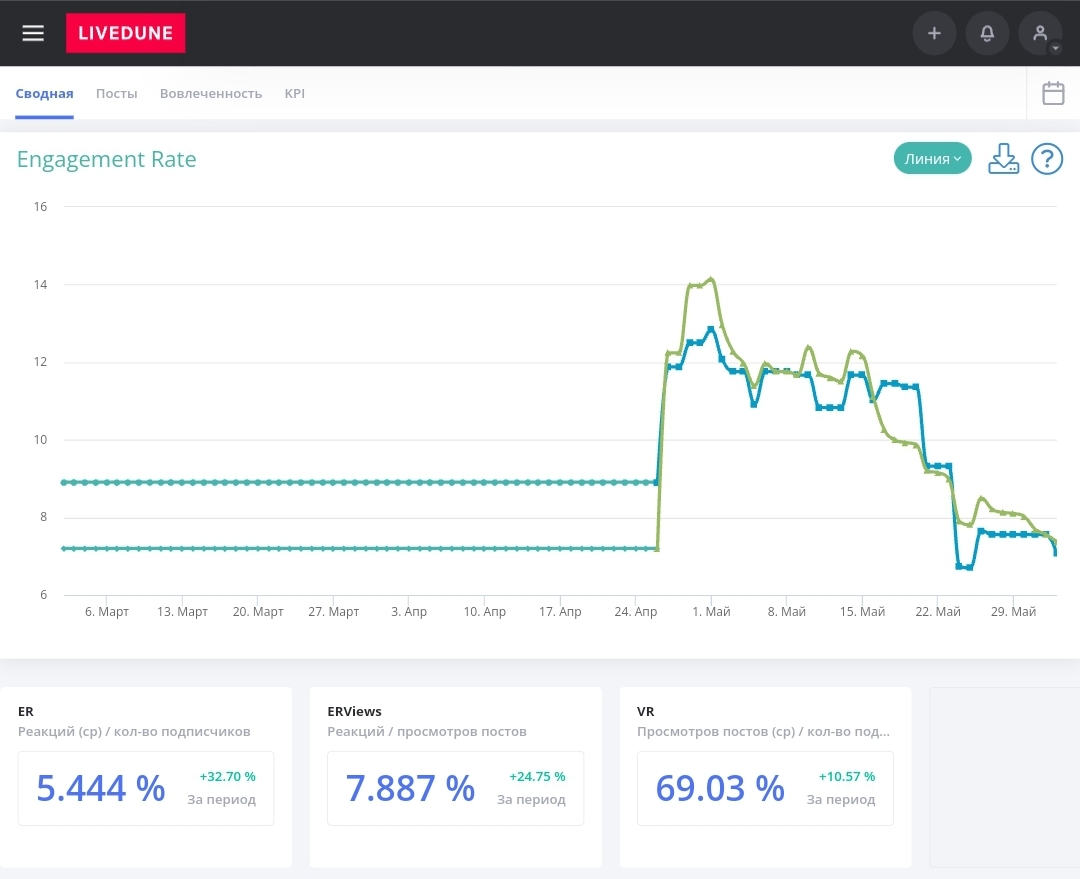 LIVEDUNE
Сводная Посты Вовлеченность KPI
Engagement Rate
Линия
16
14
12
10
8
6
6. Март 13. Март 20. Март 27. Март 3. Апр 10. Апр 17. Апр 24. Апр 1. Май 8. Май 15. Май 22. Май 29. Май
ER
Реакций (ср) / кол-во подписчиков
5.444 %
+32.70 %
За период
ERViews
Реакций / просмотров постов
7.887 %
+24.75 %
За период
VR
Просмотров постов (ср) / кол-во под...
69.03 %
+10.57 %
За период